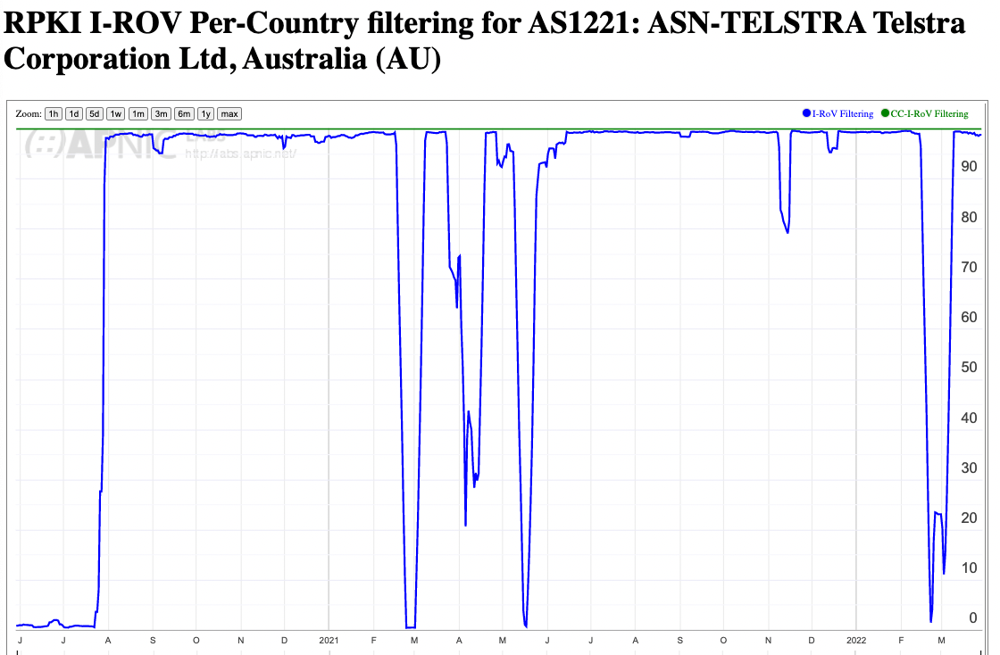 RPKI I-ROV Per-Country filtering for AS1221: ASN-TELSTRA Telstra
Corporation Ltd, Australia (AU)
Zoom: 1h 1d 5d 1w 1m 3m 6m 1y max
I-RoV Filtering CC-I-RoV Filtering
(::)APNIC LABS
http://labs.apnic.net/
90
80
70
60
50
40
30
20
10
0
J J A S O N D 2021 F M A M J J A S O N D 2022 F M